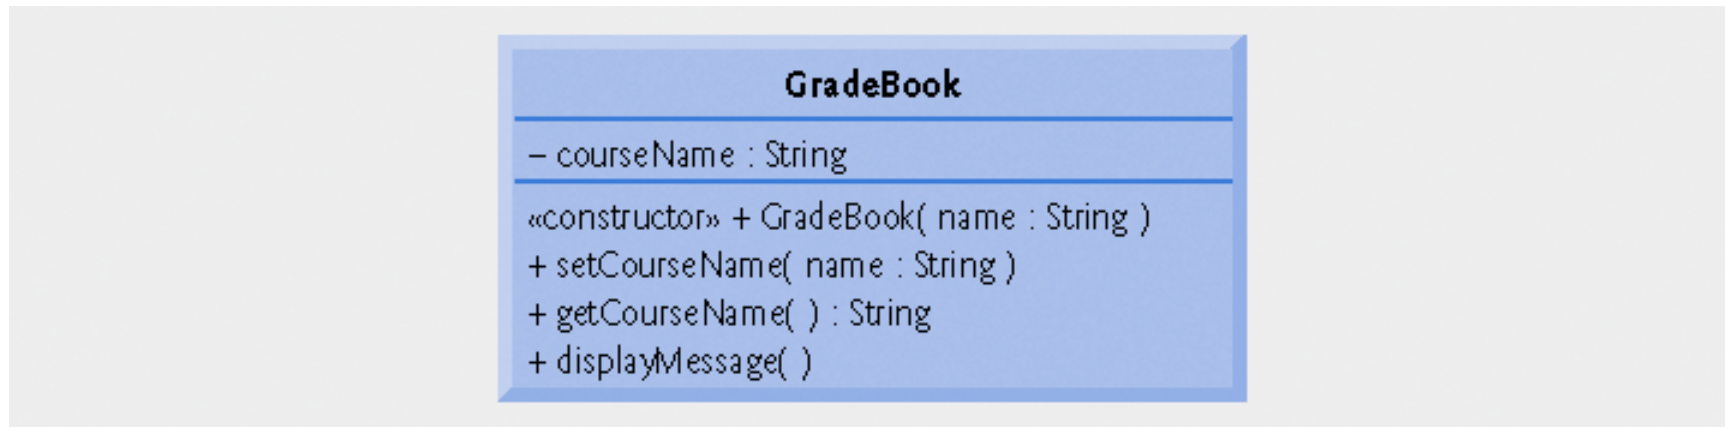 GradeBook
– courseName : String
«constructor» + GradeBook( name : String )
+ setCourseName( name : String )
+ getCourseName( ) : String
+ displayMessage( )